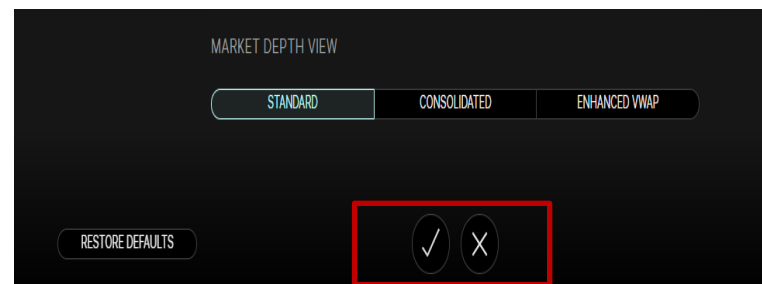 MARKET DEPTH VIEW
STANDARD CONSOLIDATED ENHANCED VWAP
RESTORE DEFAULTS